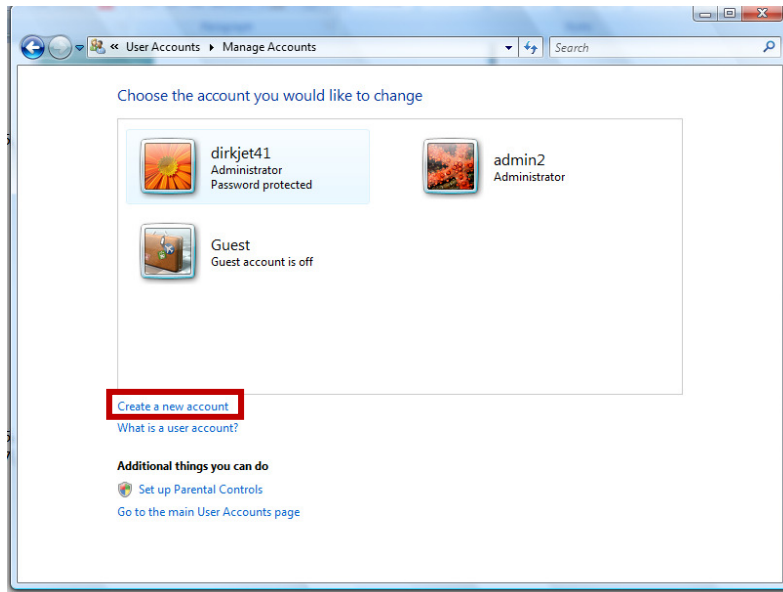 « User Accounts ▸ Manage Accounts
Search
Choose the account you would like to change
dirkjet41
Administrator
Password protected
admin2
Administrator
Guest
Guest account is off
Create a new account
What is a user account?
Additional things you can do
Set up Parental Controls
Go to the main User Accounts page